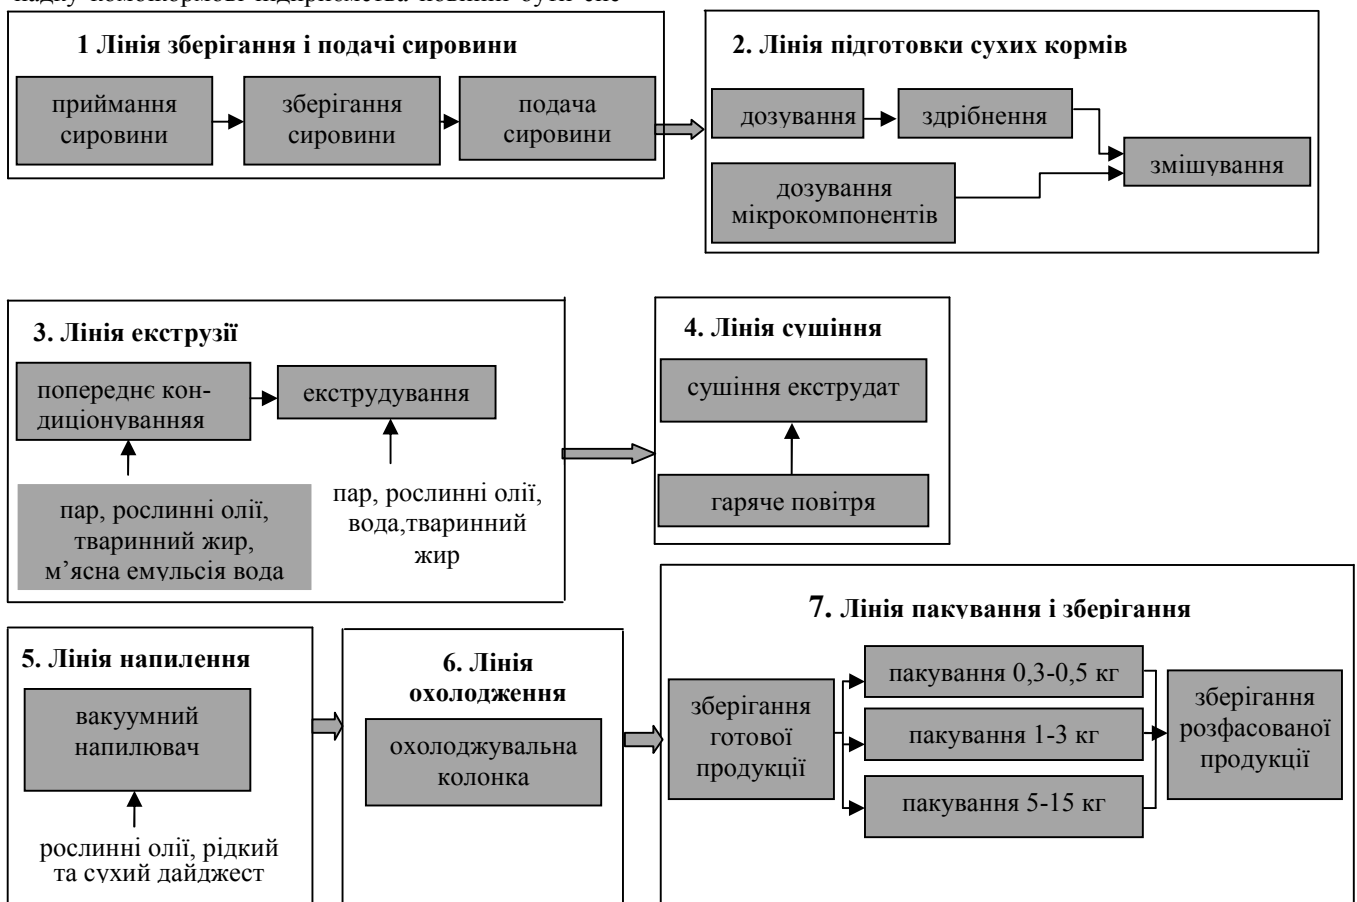 1 Лінія зберігання і подачі сировини
приймання
сировини
зберігання
сировини
подача
сировини
2. Лінія підготовки сухих кормів
дозування
здрібнення
дозування
мікрокомпонентів
змішування
3. Лінія екструзії
попереднє кон-
диціонуванняя
екструдування
пар, рослинні олії,
тваринний жир,
м’ясна емульсія вода
пар, рослинні олії,
вода,тваринний
жир
4. Лінія сушіння
сушіння екструдат
гаряче повітря
5. Лінія напилення
вакуумний
напилювач
рослинні олії, рідкий
та сухий дайджест
6. Лінія
охолодження
охолоджувальна
колонка
7. Лінія пакування і зберігання
зберігання
готової
продукції
пакування 0,3-0,5 кг
пакування 1-3 кг
пакування 5-15 кг
зберігання
розфасованої
продукції